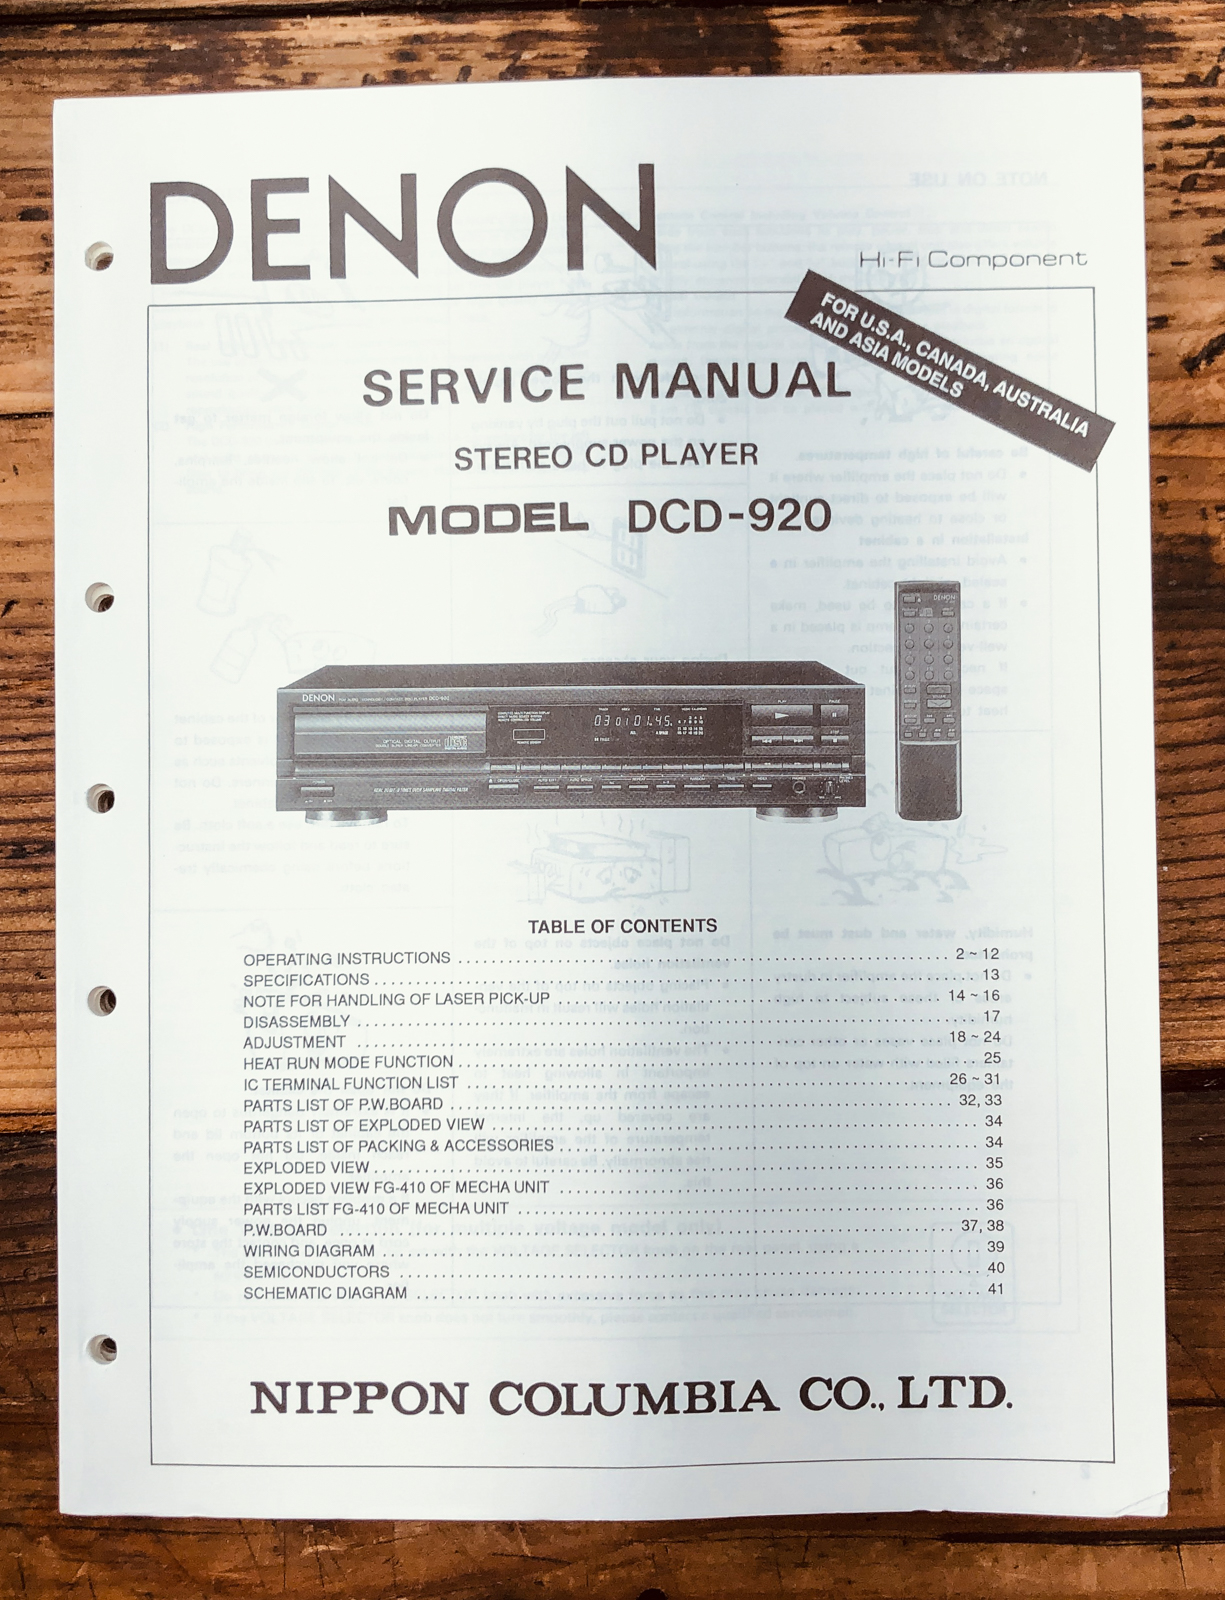 DENON
Hi-Fi Component
FOR U.S.A., CANADA, AUSTRALIA
AND ASIA MODELS
SERVICE MANUAL
STEREO CD PLAYER
MODEL DCD-920
DENON
DENON
OPTICAL DIGITAL OUTPUT
TABLE OF CONTENTS
OPERATING INSTRUCTIONS 2 ~ 12
SPECIFICATIONS 13
NOTE FOR HANDLING OF LASER PICK-UP 14 ~ 16
DISASSEMBLY 17
ADJUSTMENT 18 ~ 24
HEAT RUN MODE FUNCTION 25
IC TERMINAL FUNCTION LIST 26 ~ 31
PARTS LIST OF P.W.BOARD 32, 33
PARTS LIST OF EXPLODED VIEW 34
PARTS LIST OF PACKING & ACCESSORIES 34
EXPLODED VIEW 35
EXPLODED VIEW FG-410 OF MECHA UNIT 36
PARTS LIST FG-410 OF MECHA UNIT 36
P.W.BOARD 37, 38
WIRING DIAGRAM 39
SEMICONDUCTORS 40
SCHEMATIC DIAGRAM 41
NIPPON COLUMBIA CO., LTD.